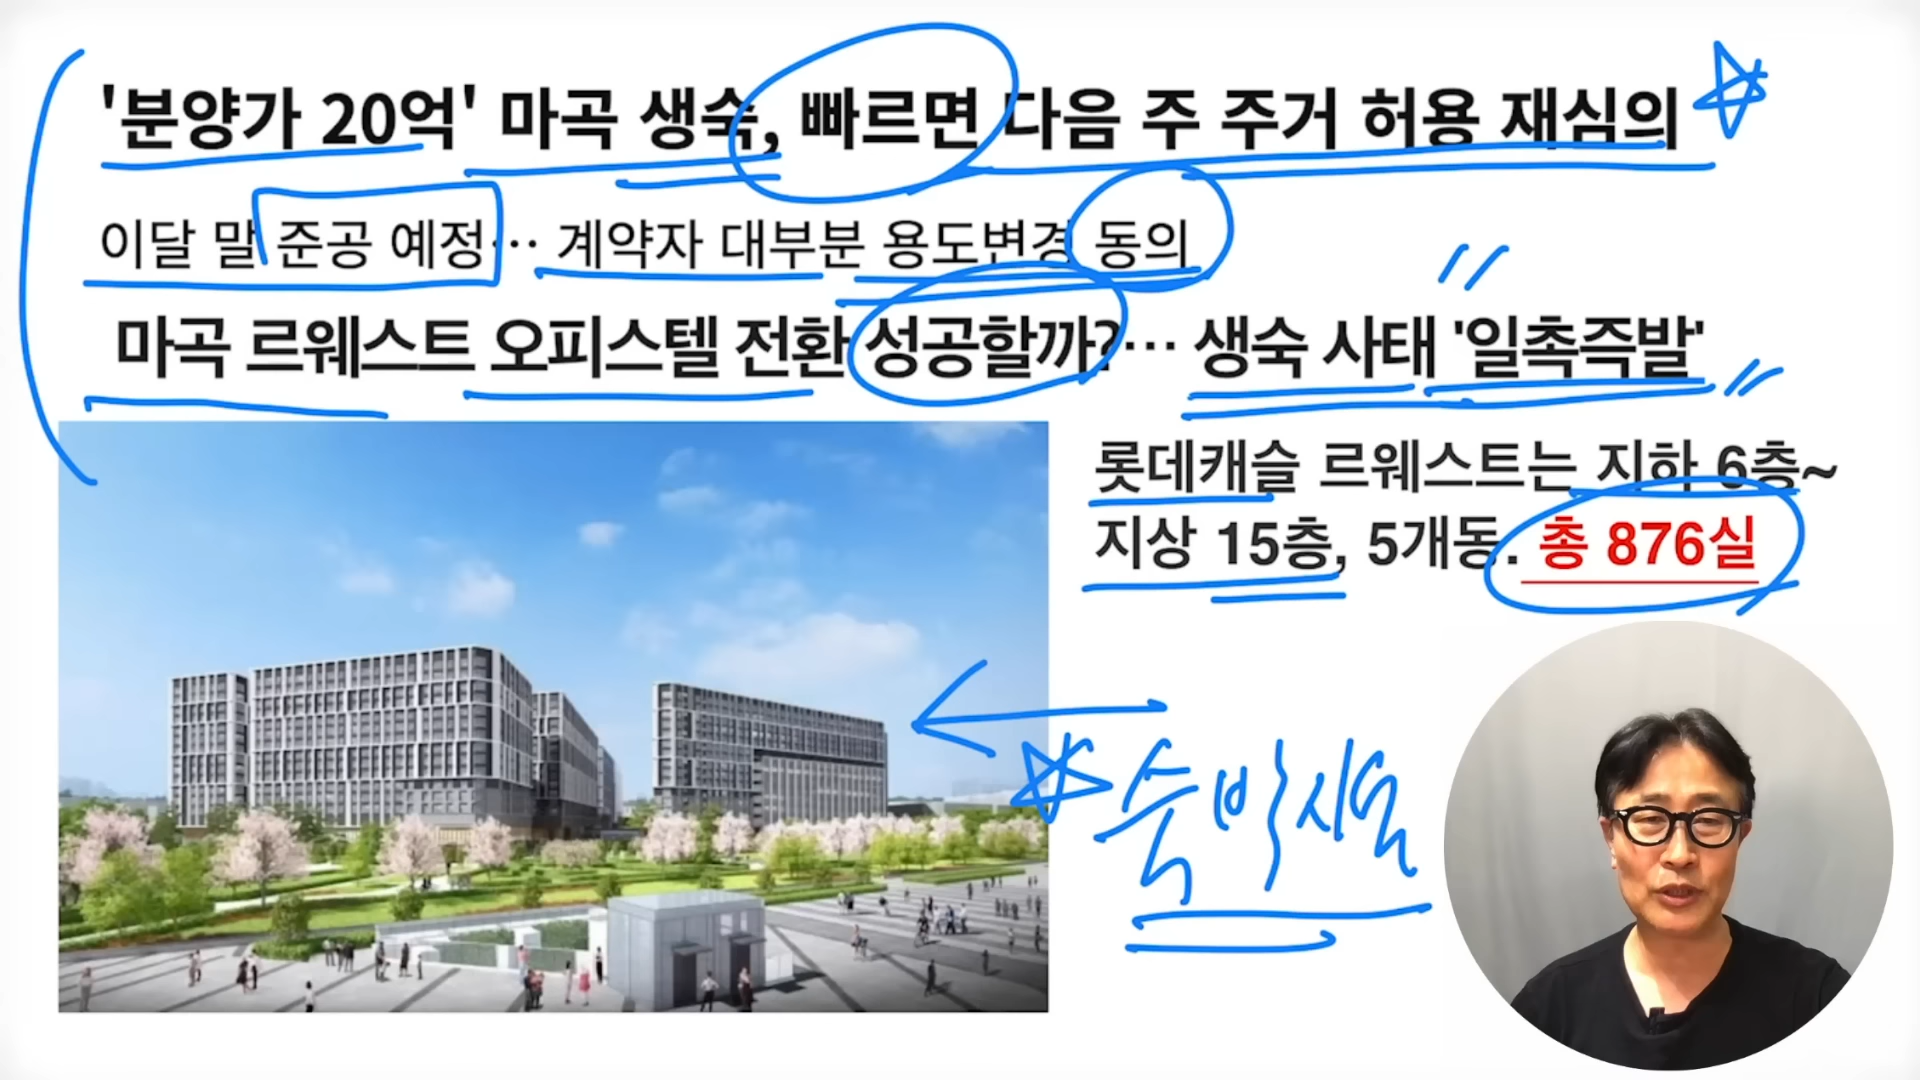 '분양가 20억' 마곡 생숙, 빠르면 다음 주 주거 허용 재심의
이달 말 준공 예정… 계약자 대부분 용도변경 동의
마곡 르웨스트 오피스텔 전환 성공할까?… 생숙 사태 '일촉즉발'
롯데캐슬 르웨스트는 지하 6층~
지상 15층, 5개동. 총 876실
숙박시설